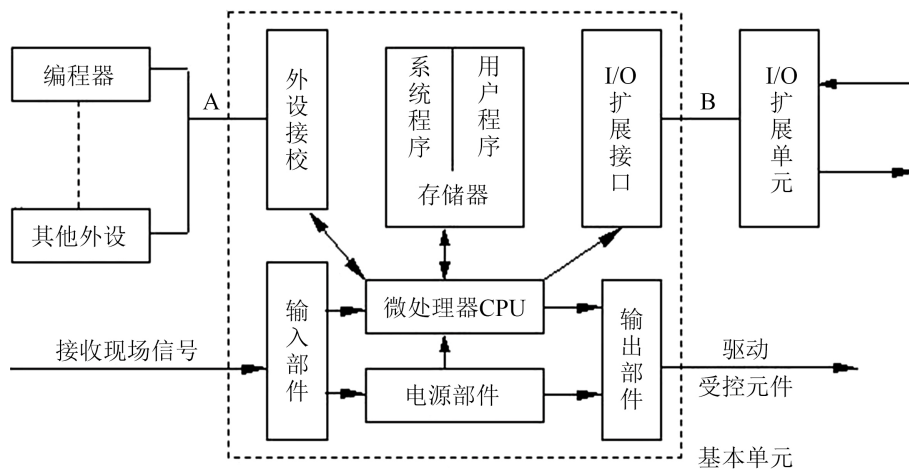 编程器
其他外设
A
外设接校
系统程序
用户程序
存储器
I/O扩展接口
B
I/O扩展单元
微处理器CPU
输入部件
电源部件
输出部件
接收现场信号
驱动
受控元件
基本单元